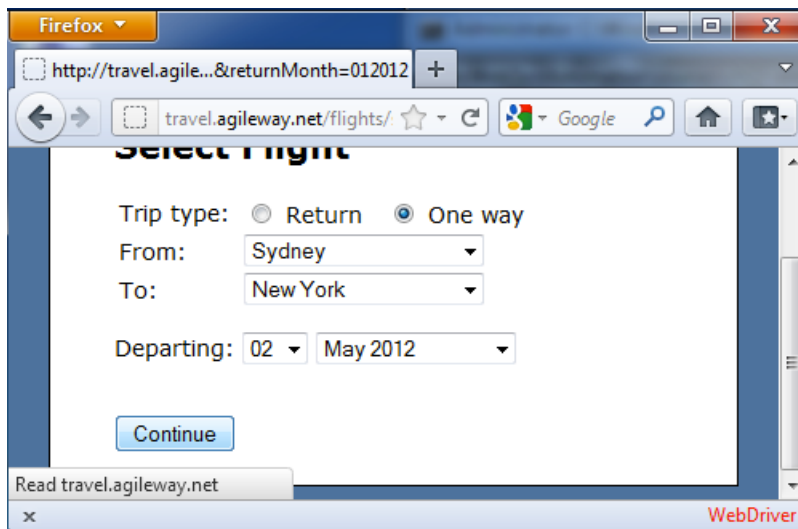 Firefox
http://travel.agile...&returnMonth=012012
travel.agileway.net/flights/
Google
Select Flight
Trip type: Return One way
From: Sydney
To: New York
Departing: 02 May 2012
Continue
Read travel.agileway.net
WebDriver